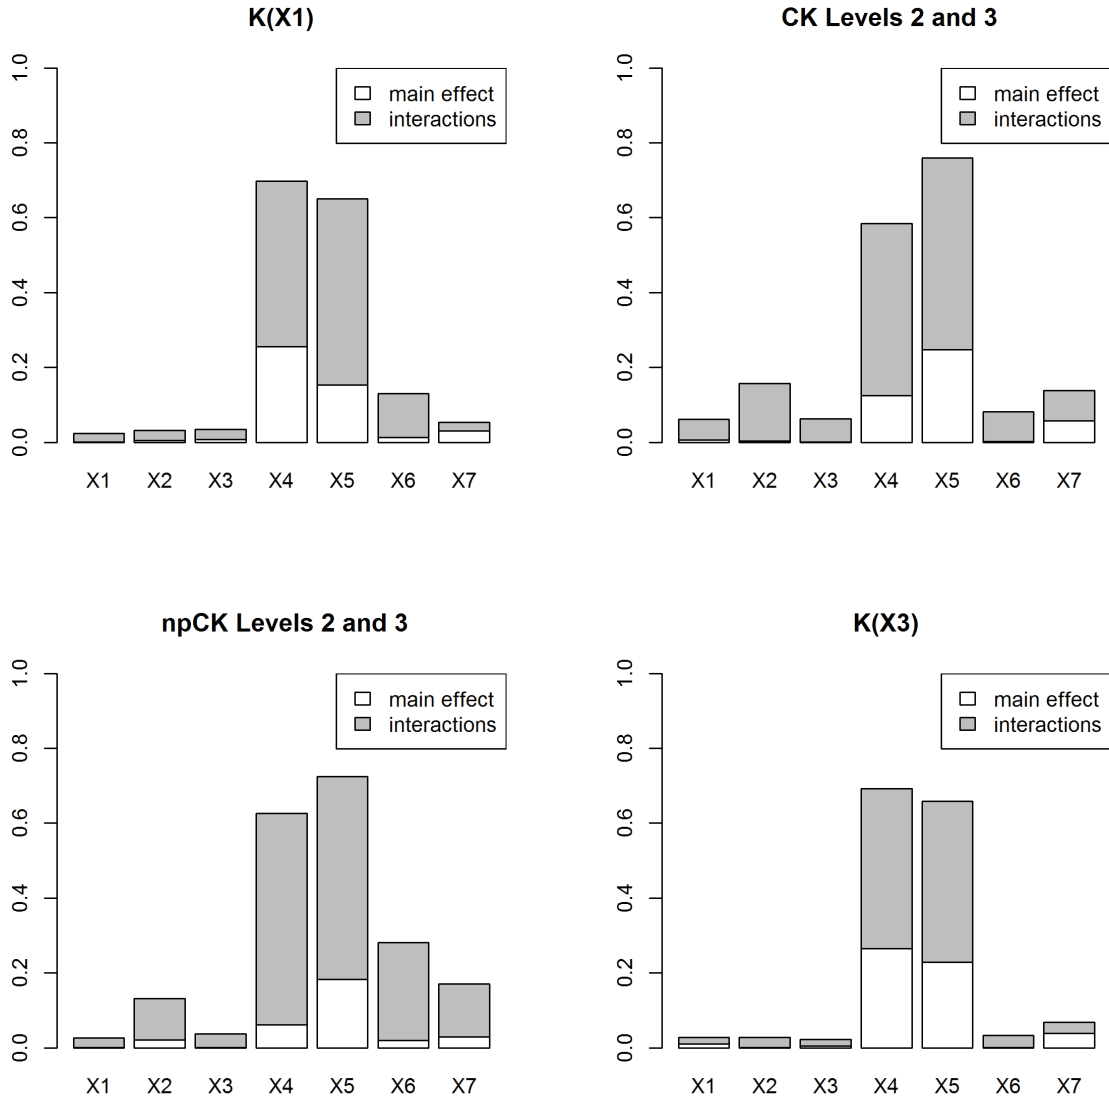 K(X1)
1.0
0.8
0.6
0.4
0.2
0.0
main effect
interactions
X1 X2 X3 X4 X5 X6 X7
CK Levels 2 and 3
1.0
0.8
0.6
0.4
0.2
0.0
main effect
interactions
X1 X2 X3 X4 X5 X6 X7
npCK Levels 2 and 3
1.0
0.8
0.6
0.4
0.2
0.0
main effect
interactions
X1 X2 X3 X4 X5 X6 X7
K(X3)
1.0
0.8
0.6
0.4
0.2
0.0
main effect
interactions
X1 X2 X3 X4 X5 X6 X7